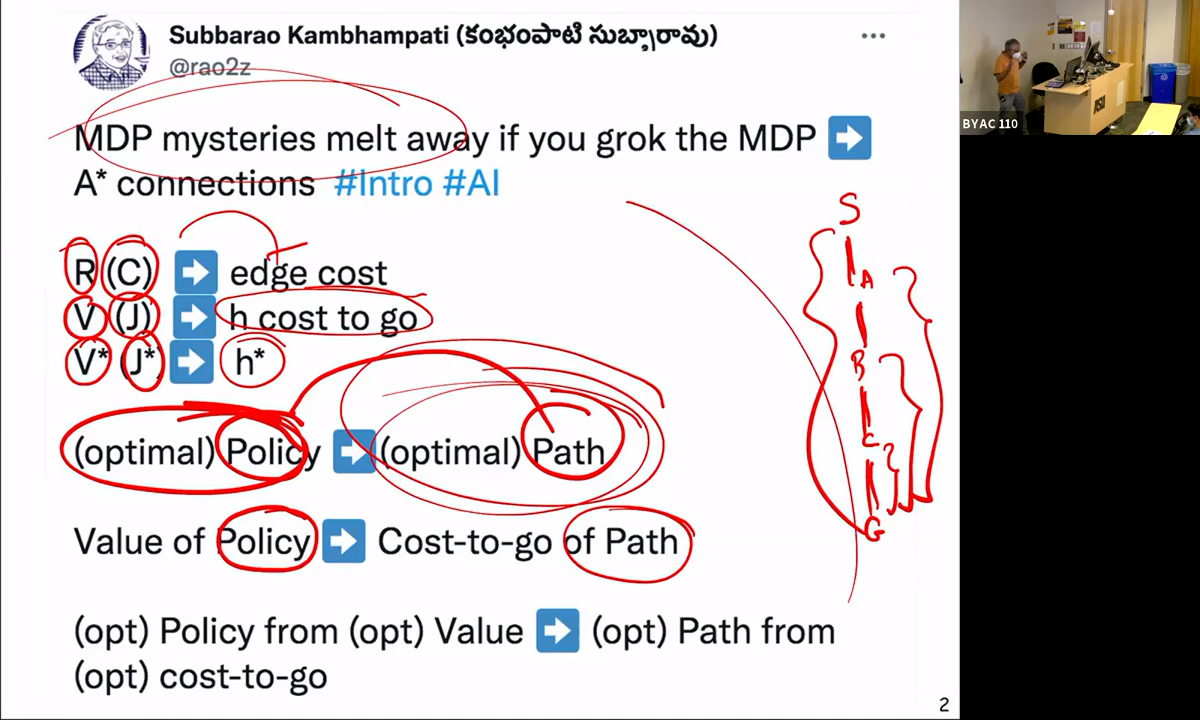 Subbarao Kambhampati (కంభంపాటి సుబ్బారావు)
@rao2z
MDP mysteries melt away if you grok the MDP ➡
A* connections #Intro #AI
R (C) ➡ edge cost
V (J) ➡ h cost to go
V* (J*) ➡ h*
(optimal) Policy ➡ (optimal) Path
Value of Policy ➡ Cost-to-go of Path
(opt) Policy from (opt) Value ➡ (opt) Path from
(opt) cost-to-go
2
S
A
B
C
G
BYAC 110
ASU